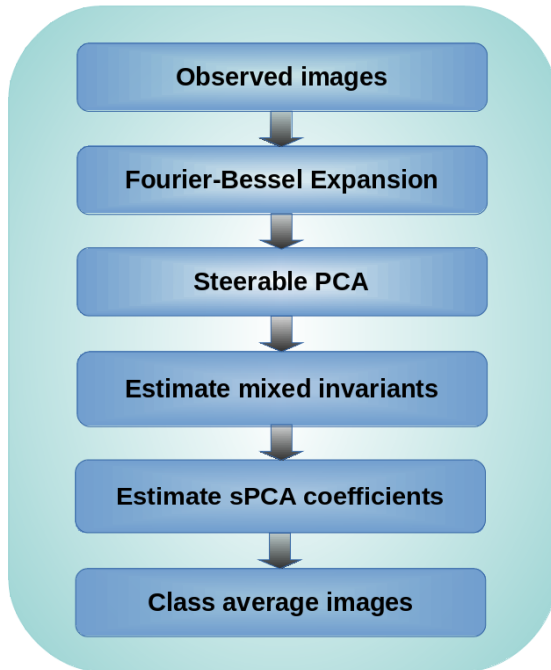 Observed images
Fourier-Bessel Expansion
Steerable PCA
Estimate mixed invariants
Estimate sPCA coefficients
Class average images